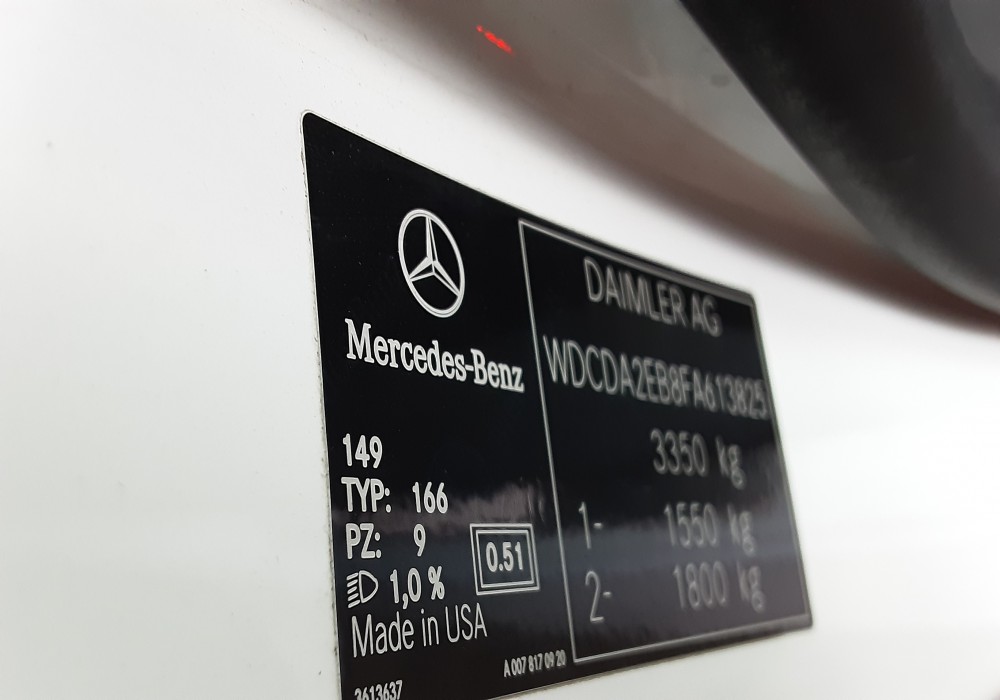 Mercedes-Benz
149
TYP: 166
PZ: 9
1,0 %
0.51
Made in USA
3613637
A 007 817 09 20
DAIMLER AG
WDCDA2EB8FA613825
3350 kg
1- 1550 kg
2- 1800 kg